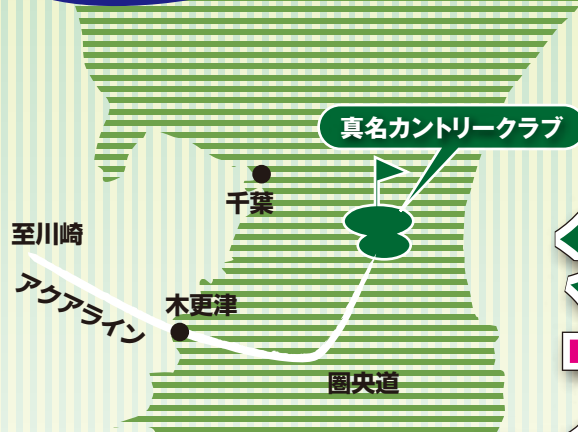 真名カントリークラブ
千葉
至川崎
アクアライン
木更津
圏央道